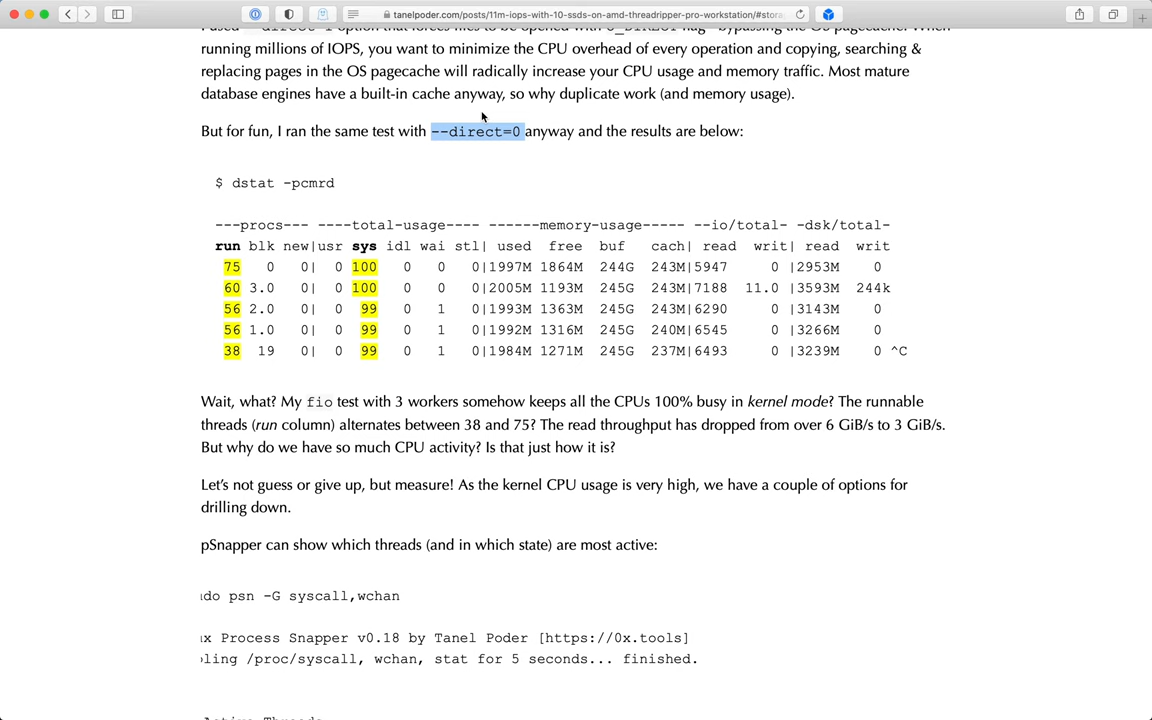 tanelpoder.com/posts/11m-iops-with-10-ssds-on-amd-threadripper-pro-workstation/#stora
running millions of IOPS, you want to minimize the CPU overhead of every operation and copying, searching &
replacing pages in the OS pagecache will radically increase your CPU usage and memory traffic. Most mature
database engines have a built-in cache anyway, so why duplicate work (and memory usage).
But for fun, I ran the same test with --direct=0 anyway and the results are below:
$ dstat -pcmrd
---procs--- ----total-usage---- ------memory-usage----- --io/total- -dsk/total-
run blk new|usr sys idl wai stl| used free buf cach| read writ| read writ
75 0 0| 0 100 0 0 0|1997M 1864M 244G 243M|5947 0 |2953M 0
60 3.0 0| 0 100 0 0 0|2005M 1193M 245G 243M|7188 11.0 |3593M 244k
56 2.0 0| 0 99 0 1 0|1993M 1363M 245G 243M|6290 0 |3143M 0
56 1.0 0| 0 99 0 1 0|1992M 1316M 245G 240M|6545 0 |3266M 0
38 19 0| 0 99 0 1 0|1984M 1271M 245G 237M|6493 0 |3239M 0 ^C
Wait, what? My fio test with 3 workers somehow keeps all the CPUs 100% busy in kernel mode? The runnable
threads (run column) alternates between 38 and 75? The read throughput has dropped from over 6 GiB/s to 3 GiB/s.
But why do we have so much CPU activity? Is that just how it is?
Let's not guess or give up, but measure! As the kernel CPU usage is very high, we have a couple of options for
drilling down.
pSnapper can show which threads (and in which state) are most active:
udo psn -G syscall,wchan
ux Process Snapper v0.18 by Tanel Poder [https://0x.tools]
pling /proc/syscall, wchan, stat for 5 seconds... finished.